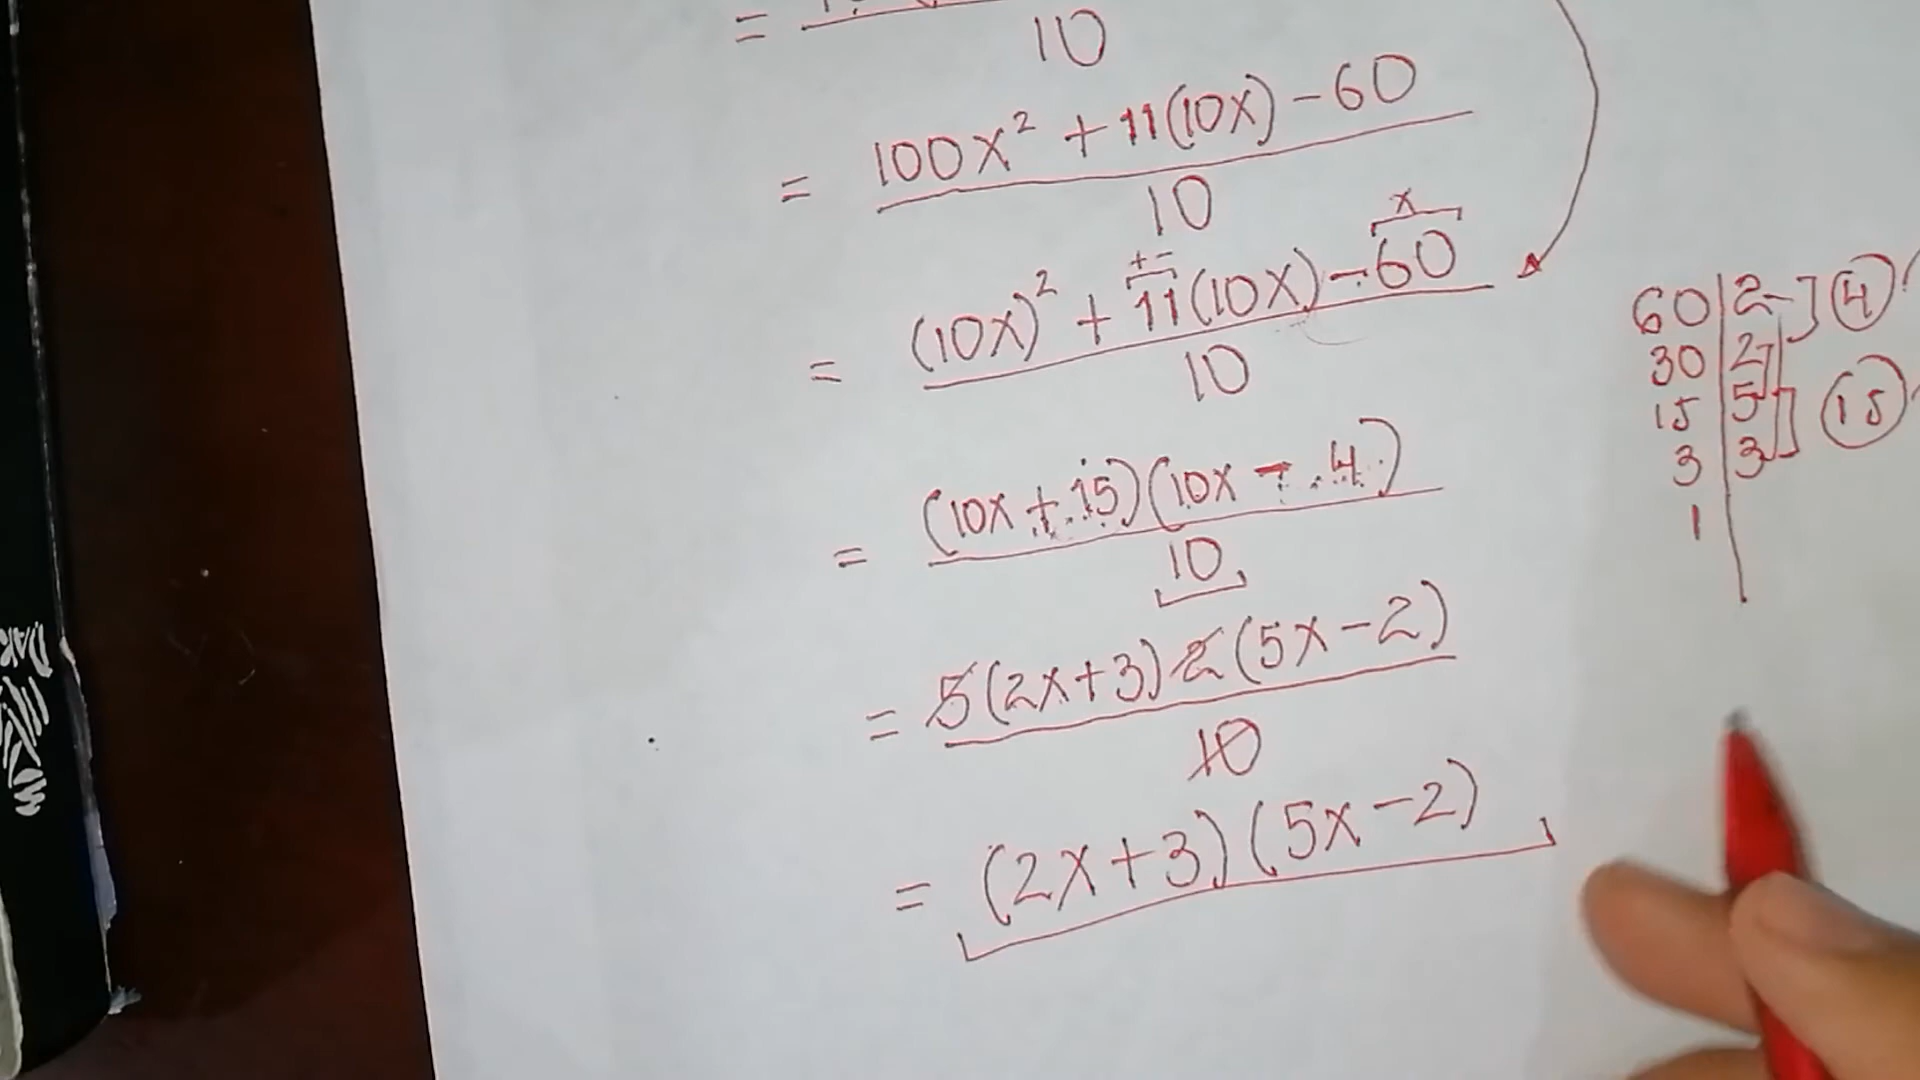 =
10
100x² + 11(10x) - 60
=
10
x
+ -
(10x)² + 11(10x) - 60
=
10
(10x + 15)(10x - 4)
=
10
= 5(2x+3) 2(5x-2)
10
= (2x+3)(5x-2)
60 | 2 4
30 | 2
15 | 5 15
3 | 3
1